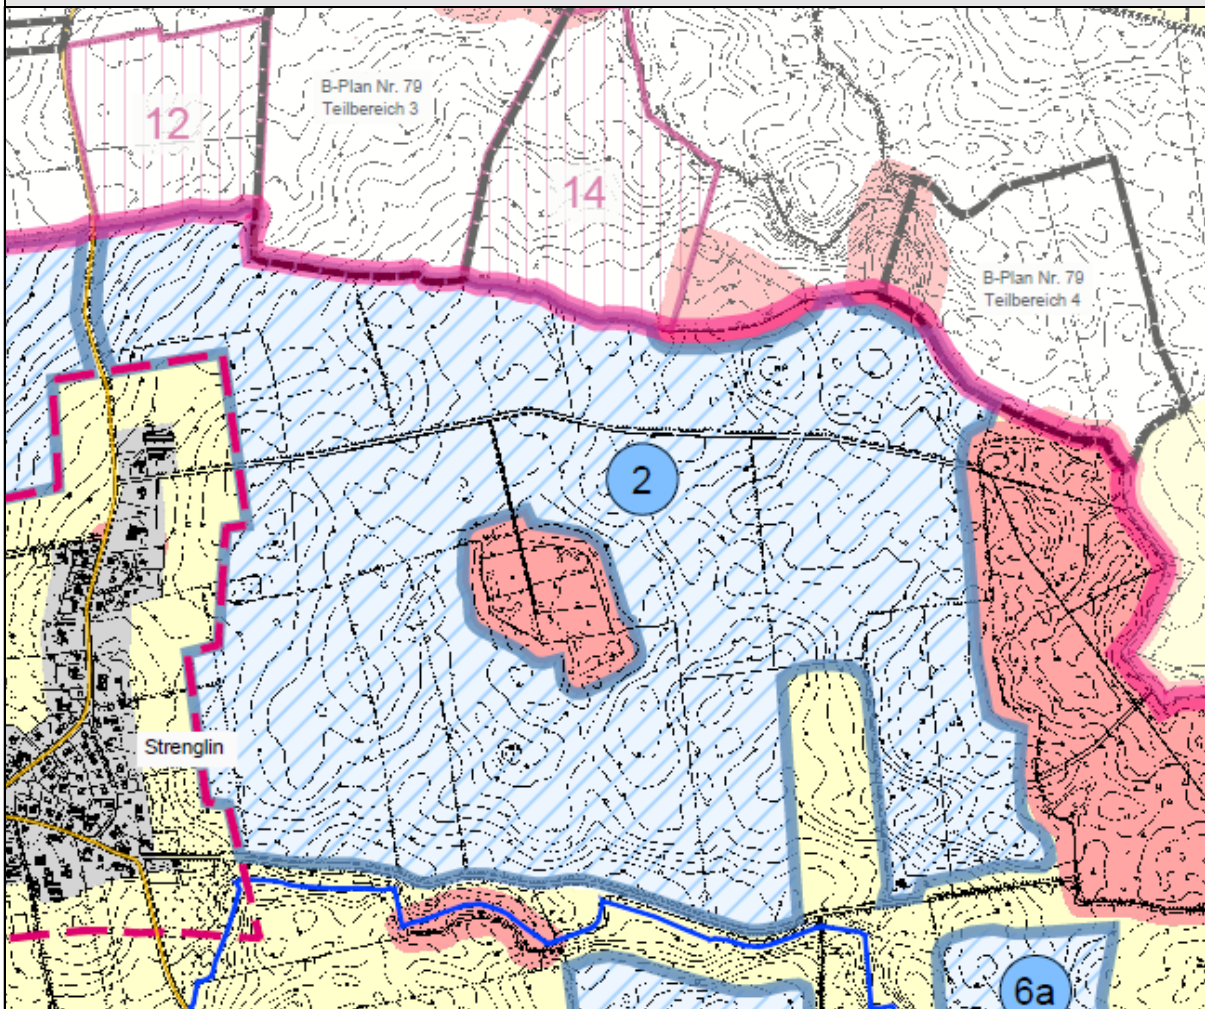 B-Plan Nr. 79
Teilbereich 3
12
14
B-Plan Nr. 79
Teilbereich 4
2
Strenglin
6a